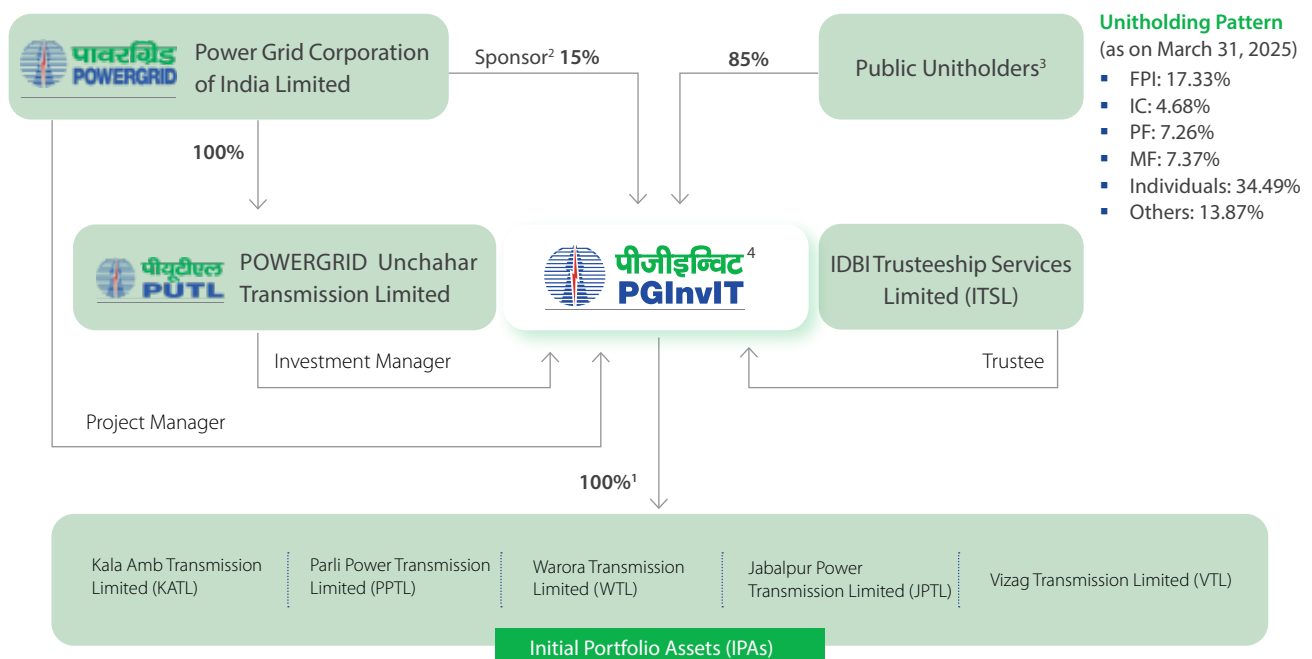 पावरग्रिड
POWERGRID
Power Grid Corporation
of India Limited
Sponsor² 15%
85%
Public Unitholders³
Unitholding Pattern
(as on March 31, 2025)
▪ FPI: 17.33%
▪ IC: 4.68%
▪ PF: 7.26%
▪ MF: 7.37%
▪ Individuals: 34.49%
▪ Others: 13.87%
100%
पीयूटीएल
PUTL
POWERGRID Unchahar
Transmission Limited
पीजीइन्विट⁴
PGInvIT
IDBI Trusteeship Services
Limited (ITSL)
Investment Manager
Trustee
Project Manager
100%¹
Kala Amb Transmission
Limited (KATL)
Parli Power Transmission
Limited (PPTL)
Warora Transmission
Limited (WTL)
Jabalpur Power
Transmission Limited (JPTL)
Vizag Transmission Limited (VTL)
Initial Portfolio Assets (IPAs)